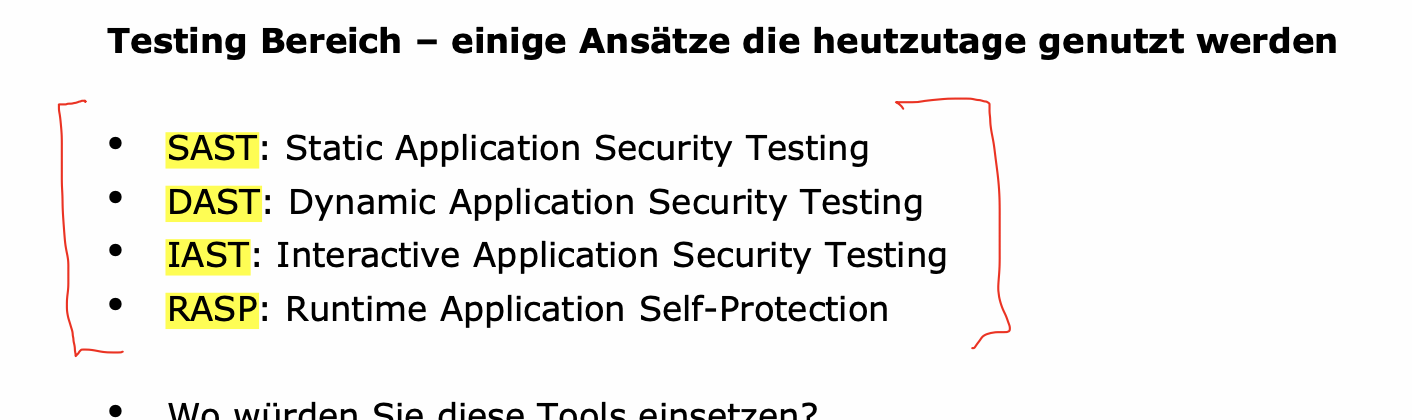 Testing Bereich – einige Ansätze die heutzutage genutzt werden
• SAST: Static Application Security Testing
• DAST: Dynamic Application Security Testing
• IAST: Interactive Application Security Testing
• RASP: Runtime Application Self-Protection
• Wo würden Sie diese Tools einsetzen?